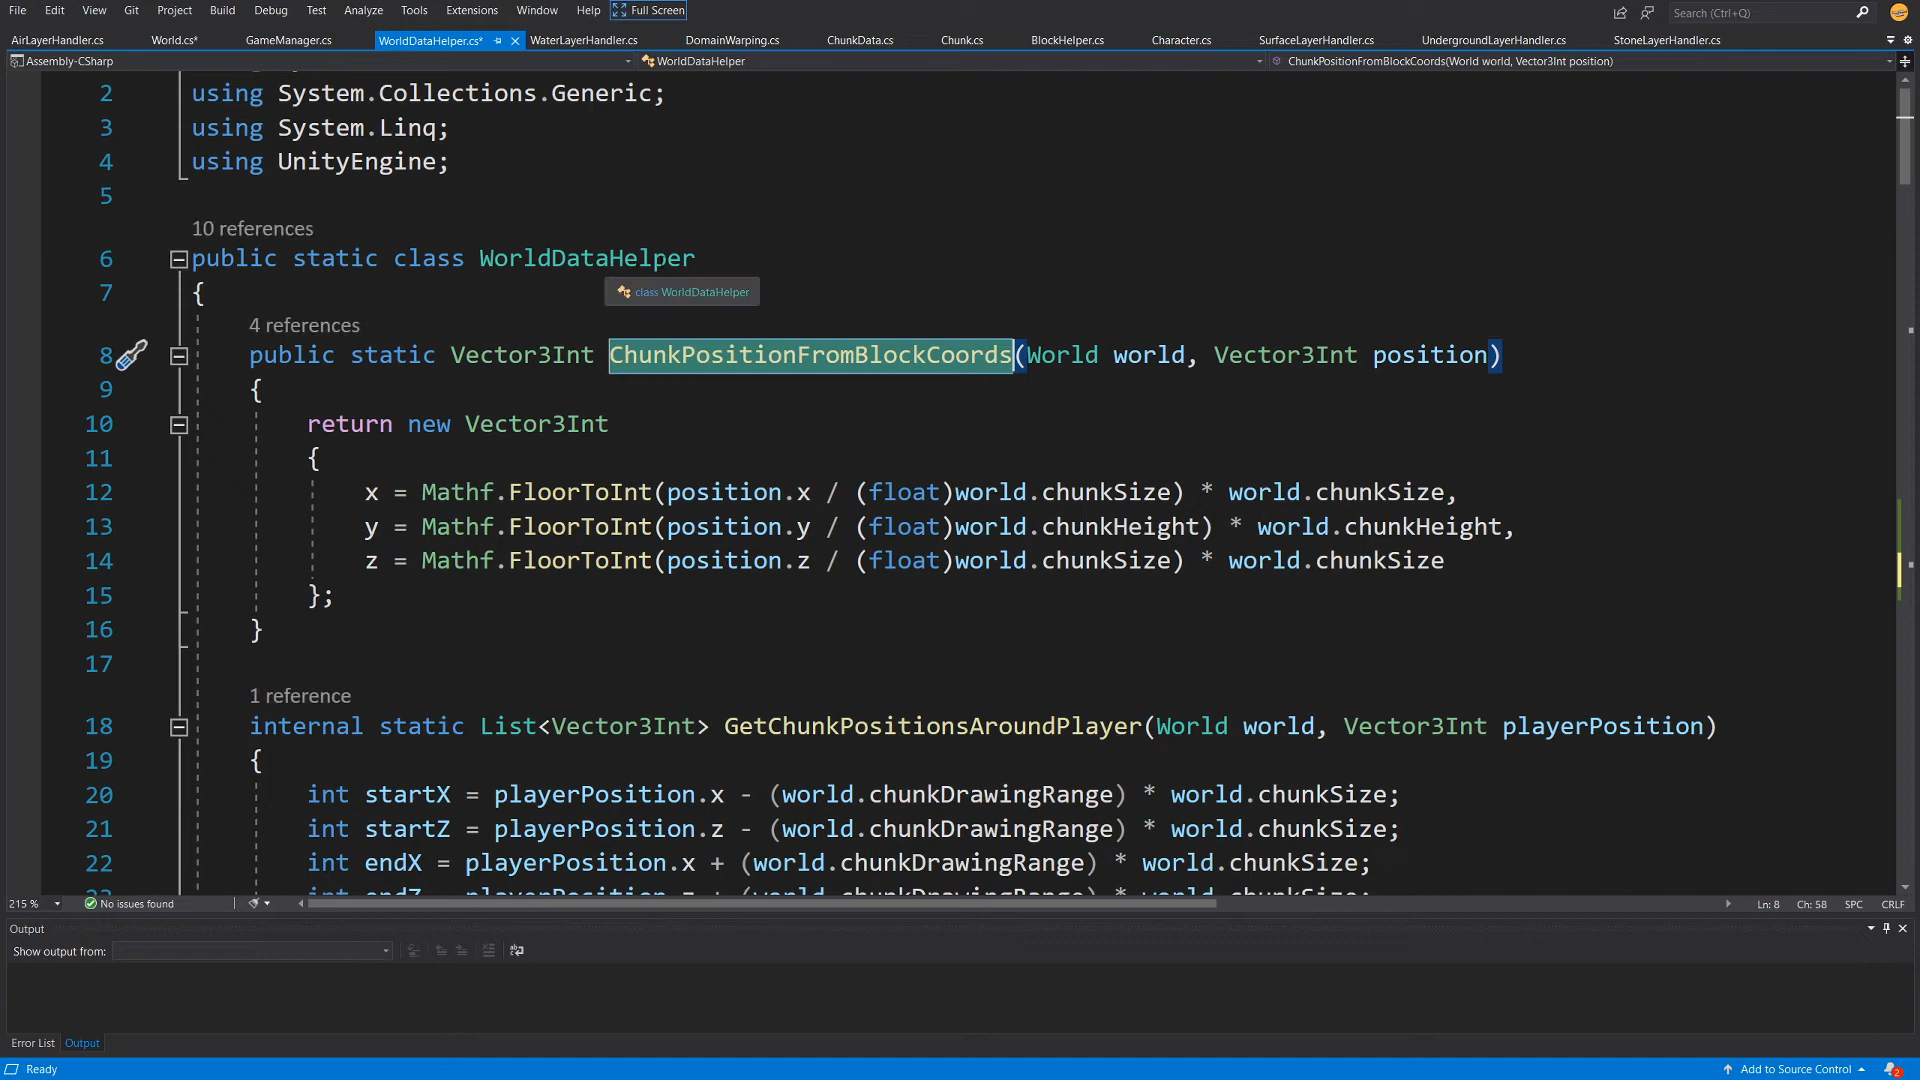 File Edit View Git Project Build Debug Test Analyze Tools Extensions Window Help Full Screen Search (Ctrl+Q)
AirLayerHandler.cs World.cs* GameManager.cs WorldDataHelper.cs* WaterLayerHandler.cs DomainWarping.cs ChunkData.cs Chunk.cs BlockHelper.cs Character.cs SurfaceLayerHandler.cs UndergroundLayerHandler.cs StoneLayerHandler.cs
Assembly-CSharp WorldDataHelper ChunkPositionFromBlockCoords(World world, Vector3Int position)
2 using System.Collections.Generic;
3 using System.Linq;
4 using UnityEngine;
5
10 references
6 public static class WorldDataHelper
7 {
class WorldDataHelper
4 references
8 public static Vector3Int ChunkPositionFromBlockCoords(World world, Vector3Int position)
9 {
10 return new Vector3Int
11 {
12 x = Mathf.FloorToInt(position.x / (float)world.chunkSize) * world.chunkSize,
13 y = Mathf.FloorToInt(position.y / (float)world.chunkHeight) * world.chunkHeight,
14 z = Mathf.FloorToInt(position.z / (float)world.chunkSize) * world.chunkSize
15 };
16 }
17
1 reference
18 internal static List<Vector3Int> GetChunkPositionsAroundPlayer(World world, Vector3Int playerPosition)
19 {
20 int startX = playerPosition.x - (world.chunkDrawingRange) * world.chunkSize;
21 int startZ = playerPosition.z - (world.chunkDrawingRange) * world.chunkSize;
22 int endX = playerPosition.x + (world.chunkDrawingRange) * world.chunkSize;
23 int endZ = playerPosition.z + (world.chunkDrawingRange) * world.chunkSize;
215 % No issues found Ln: 8 Ch: 58 SPC CRLF
Output
Show output from:
Error List Output
Ready Add to Source Control 2